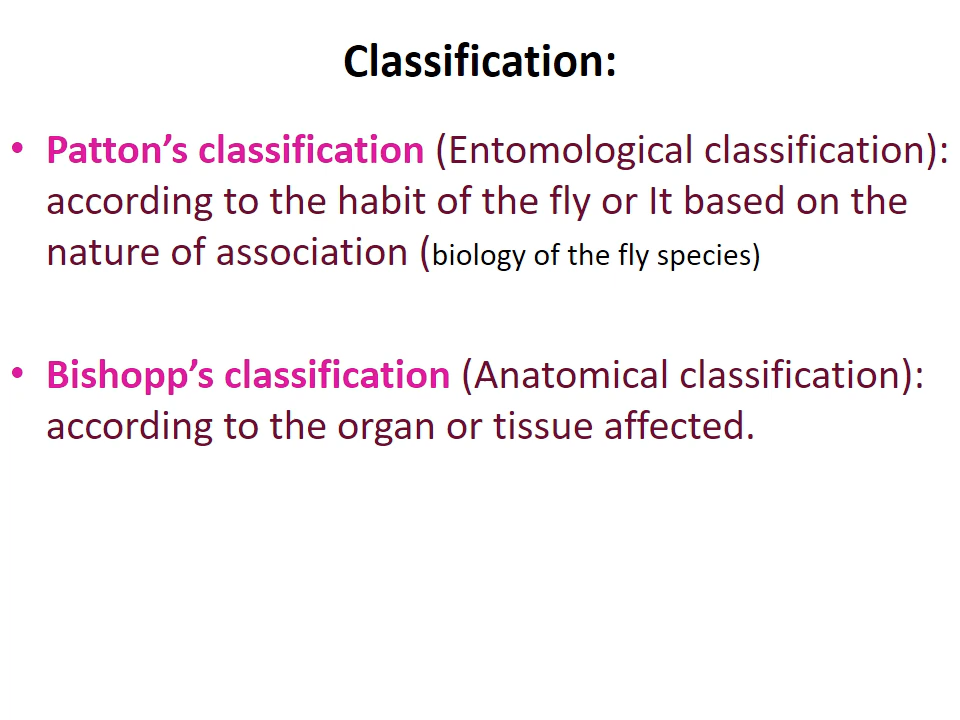 Classification:
• Patton’s classification (Entomological classification):
according to the habit of the fly or It based on the
nature of association (biology of the fly species)
• Bishopp’s classification (Anatomical classification):
according to the organ or tissue affected.